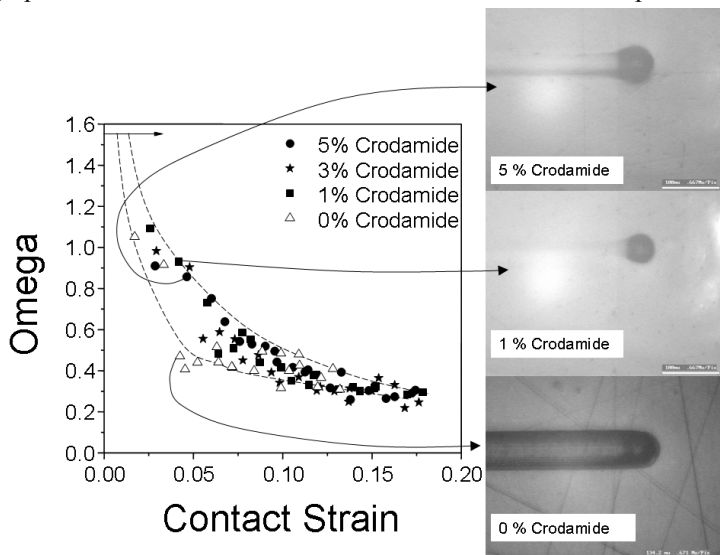 1.6
1.4
1.2
1.0
0.8
0.6
0.4
0.2
0.0
Omega
5% Crodamide
3% Crodamide
1% Crodamide
0% Crodamide
0.00
0.05
0.10
0.15
0.20
Contact Strain
5 % Crodamide
1 % Crodamide
0 % Crodamide